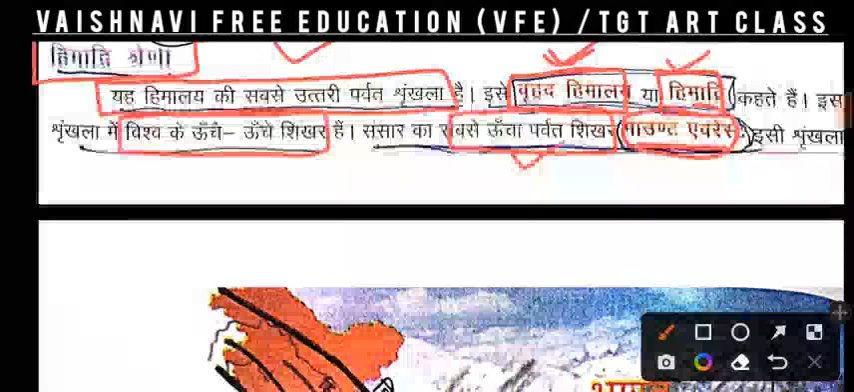 VAISHNAVI FREE EDUCATION (VFE) / TGT ART CLASS
हिमाद्रि श्रेणी
यह हिमालय की सबसे उत्तरी पर्वत श्रृंखला है। इसे वृहद हिमालय या हिमाद्रि कहते हैं। इस
श्रृंखला में विश्व के ऊँचे– ऊँचे शिखर हैं। संसार का सबसे ऊँचा पर्वत शिखर (माउण्ट एवरेस्ट) इसी श्रृंखला